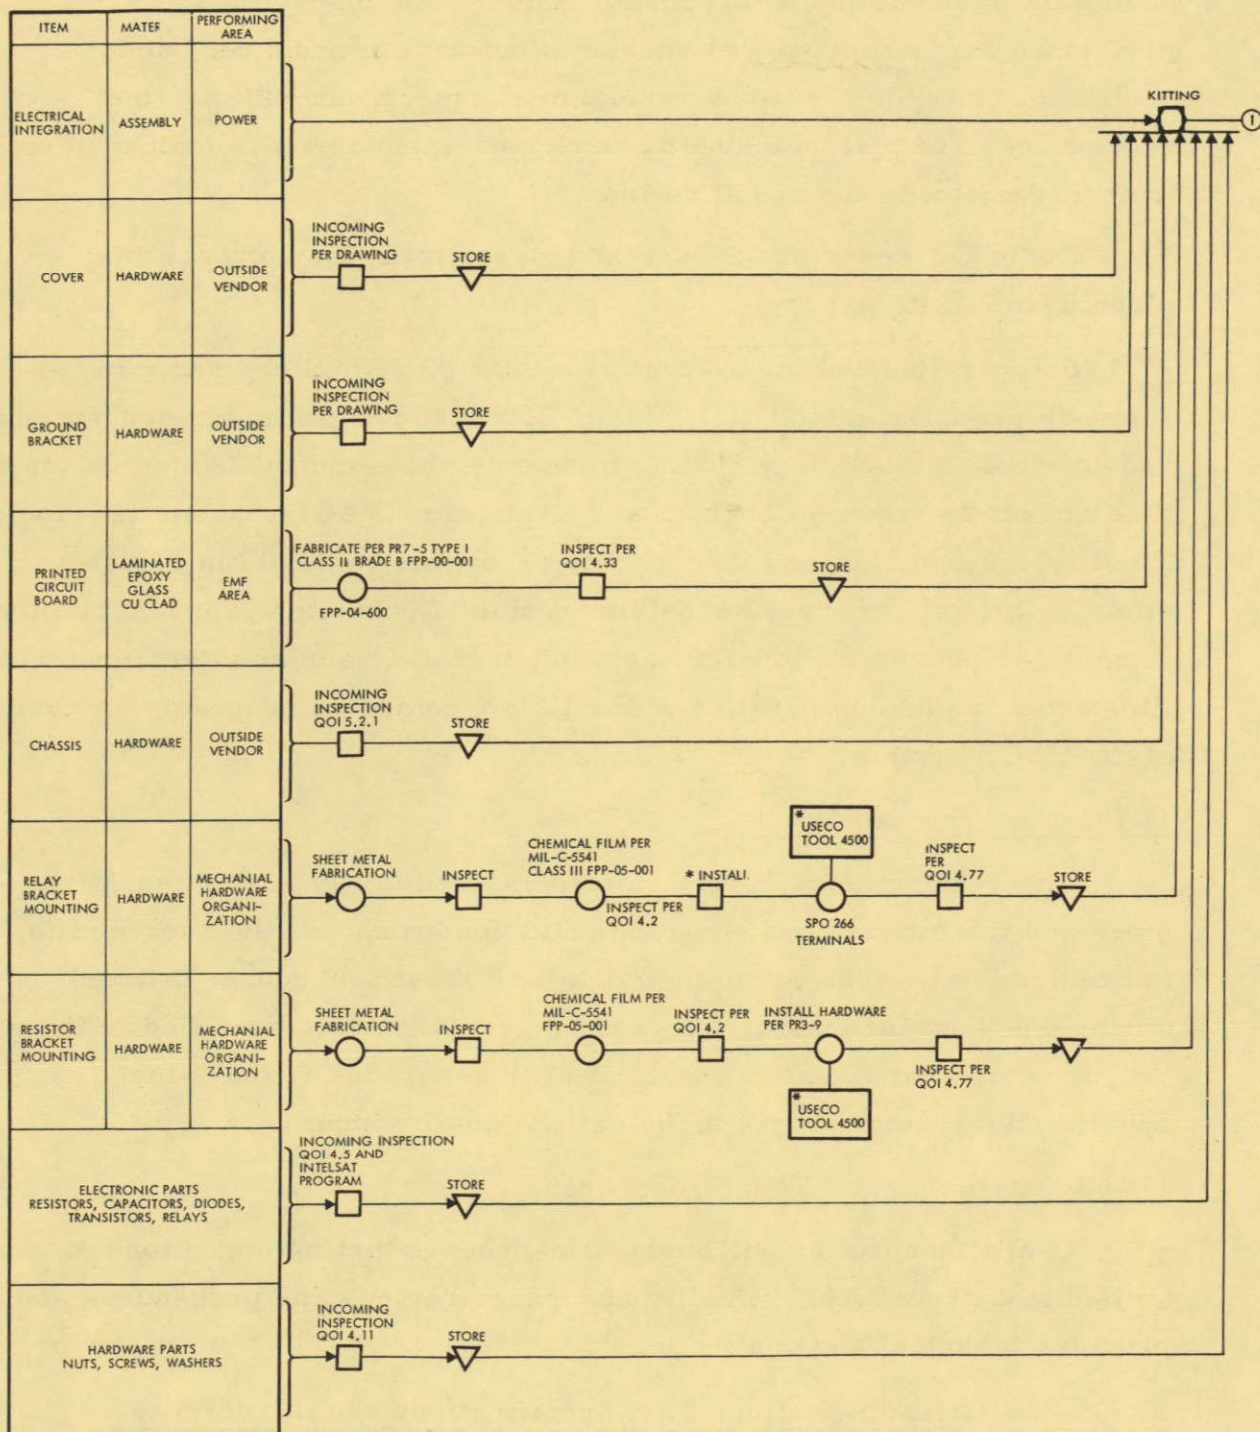 ITEM
MATER
PERFORMING
AREA
ELECTRICAL
INTEGRATION
ASSEMBLY
POWER
KITTING
1
COVER
HARDWARE
OUTSIDE
VENDOR
INCOMING
INSPECTION
PER DRAWING
STORE
GROUND
BRACKET
HARDWARE
OUTSIDE
VENDOR
INCOMING
INSPECTION
PER DRAWING
STORE
PRINTED
CIRCUIT
BOARD
LAMINATED
EPOXY
GLASS
CU CLAD
EMF
AREA
FABRICATE PER PR7-5 TYPE I
CLASS II BRADE B FPP-00-001
FPP-04-600
INSPECT PER
QOI 4.33
STORE
CHASSIS
HARDWARE
OUTSIDE
VENDOR
INCOMING
INSPECTION
QOI 5.2.1
STORE
RELAY
BRACKET
MOUNTING
HARDWARE
MECHANIAL
HARDWARE
ORGANI-
ZATION
SHEET METAL
FABRICATION
INSPECT
CHEMICAL FILM PER
MIL-C-5541
CLASS III FPP-05-001
INSPECT PER
QOI 4.2
* INSTALL
*
USECO
TOOL 4500
SPO 266
TERMINALS
INSPECT
PER
QOI 4.77
STORE
RESISTOR
BRACKET
MOUNTING
HARDWARE
MECHANIAL
HARDWARE
ORGANI-
ZATION
SHEET METAL
FABRICATION
INSPECT
CHEMICAL FILM PER
MIL-C-5541
FPP-05-001
INSPECT PER
QOI 4.2
INSTALL HARDWARE
PER PR3-9
*
USECO
TOOL 4500
INSPECT PER
QOI 4.77
ELECTRONIC PARTS
RESISTORS, CAPACITORS, DIODES,
TRANSISTORS, RELAYS
INCOMING INSPECTION
QOI 4.5 AND
INTELSAT
PROGRAM
STORE
HARDWARE PARTS
NUTS, SCREWS, WASHERS
INCOMING
INSPECTION
QOI 4.11
STORE